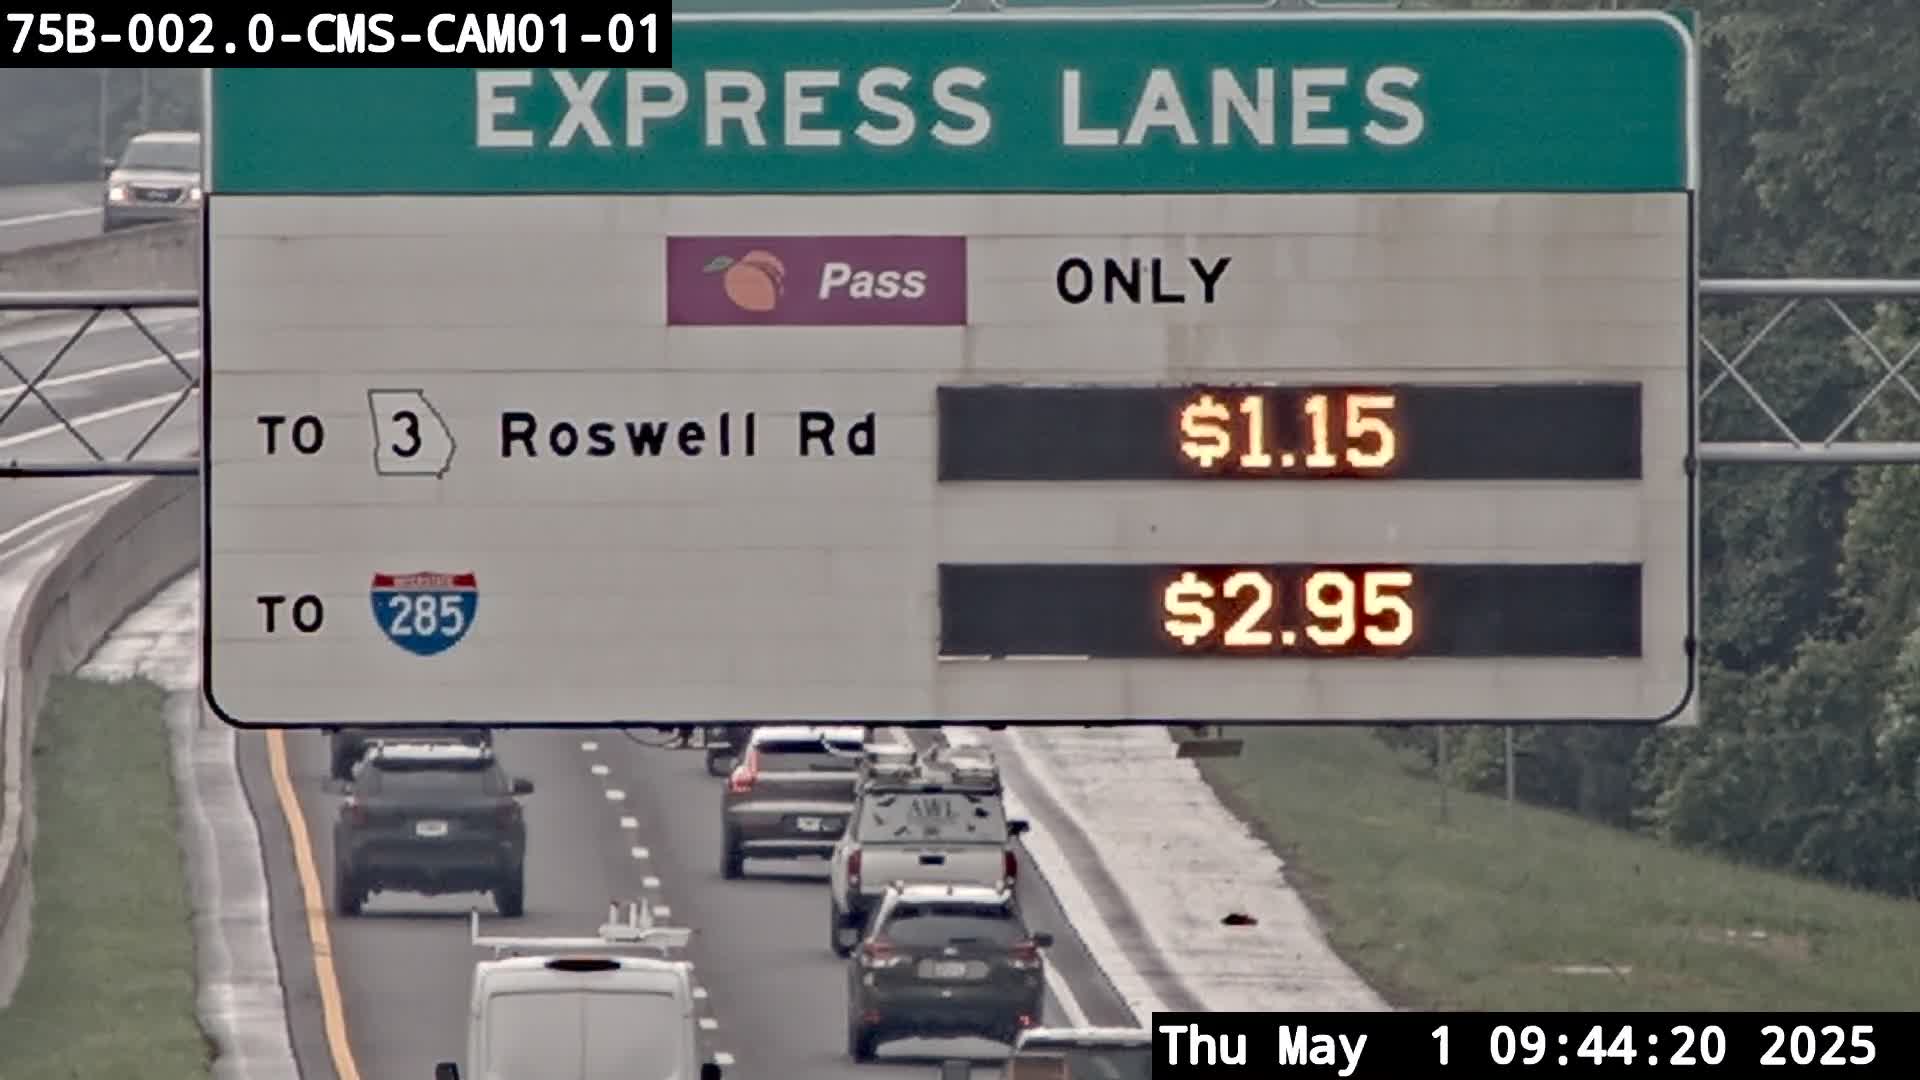 75B-002.0-CMS-CAM01-01
EXPRESS LANES
Pass ONLY
TO 3 Roswell Rd $1.15
INTERSTATE
TO 285 $2.95
AWL
Thu May 1 09:44:20 2025